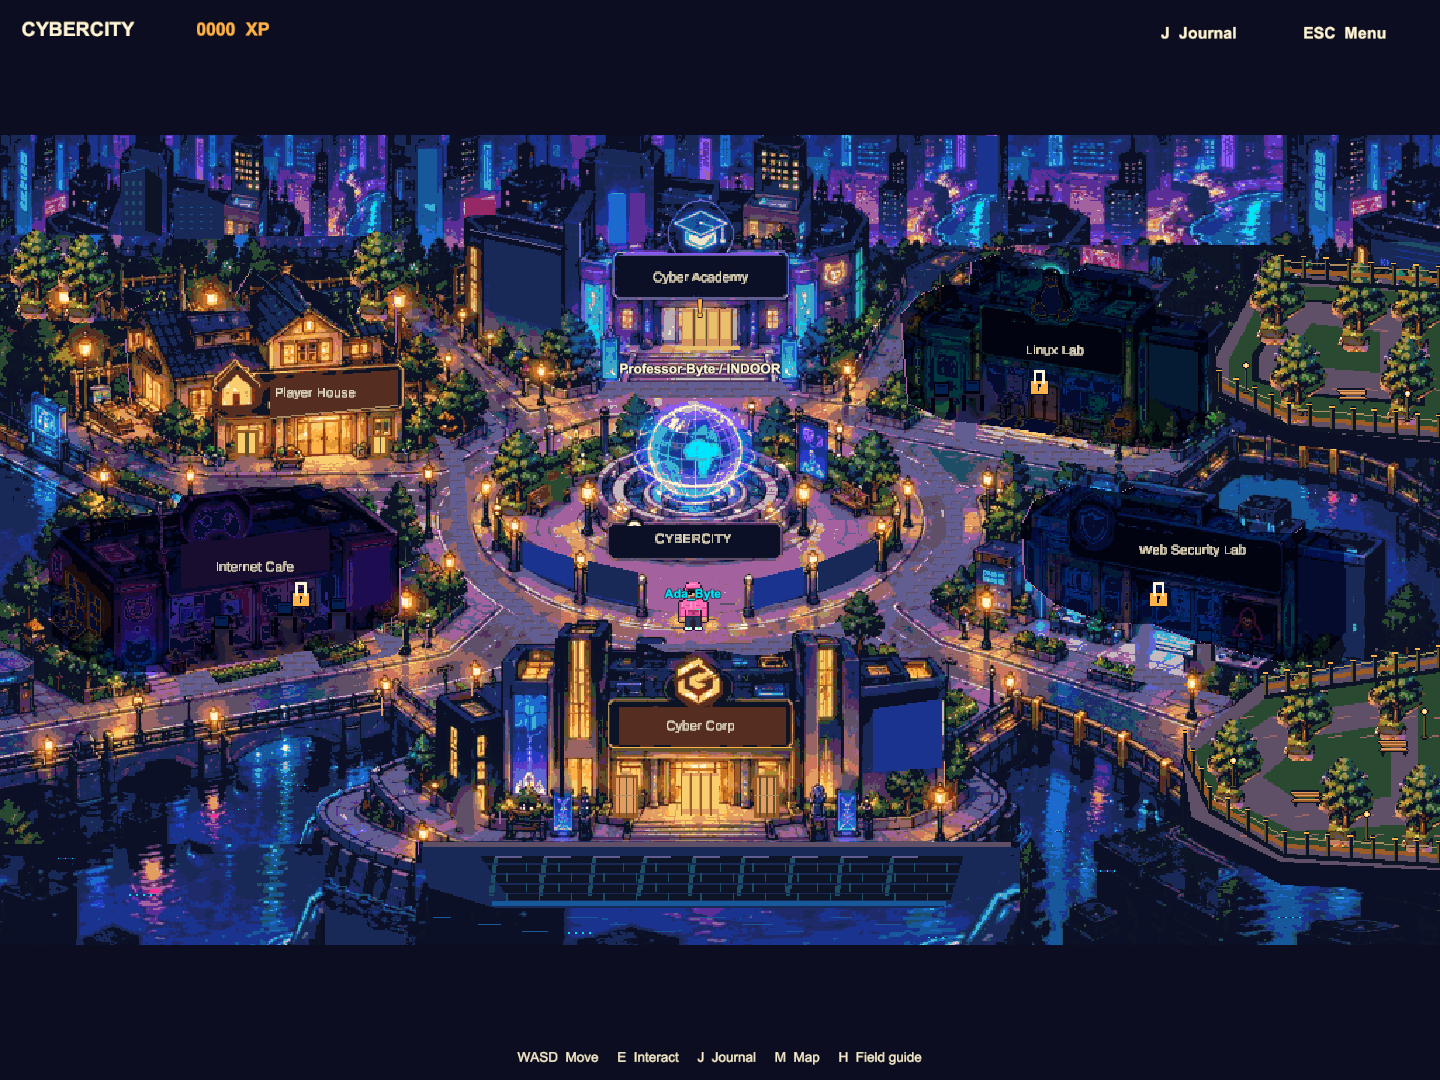 CYBERCITY 0000 XP J Journal ESC Menu
Cyber Academy
Linux Lab
Professor Byte / INDOOR
Player House
CYBERCITY
Web Security Lab
Internet Cafe
Ada Byte
Cyber Corp
WASD Move E Interact J Journal M Map H Field guide